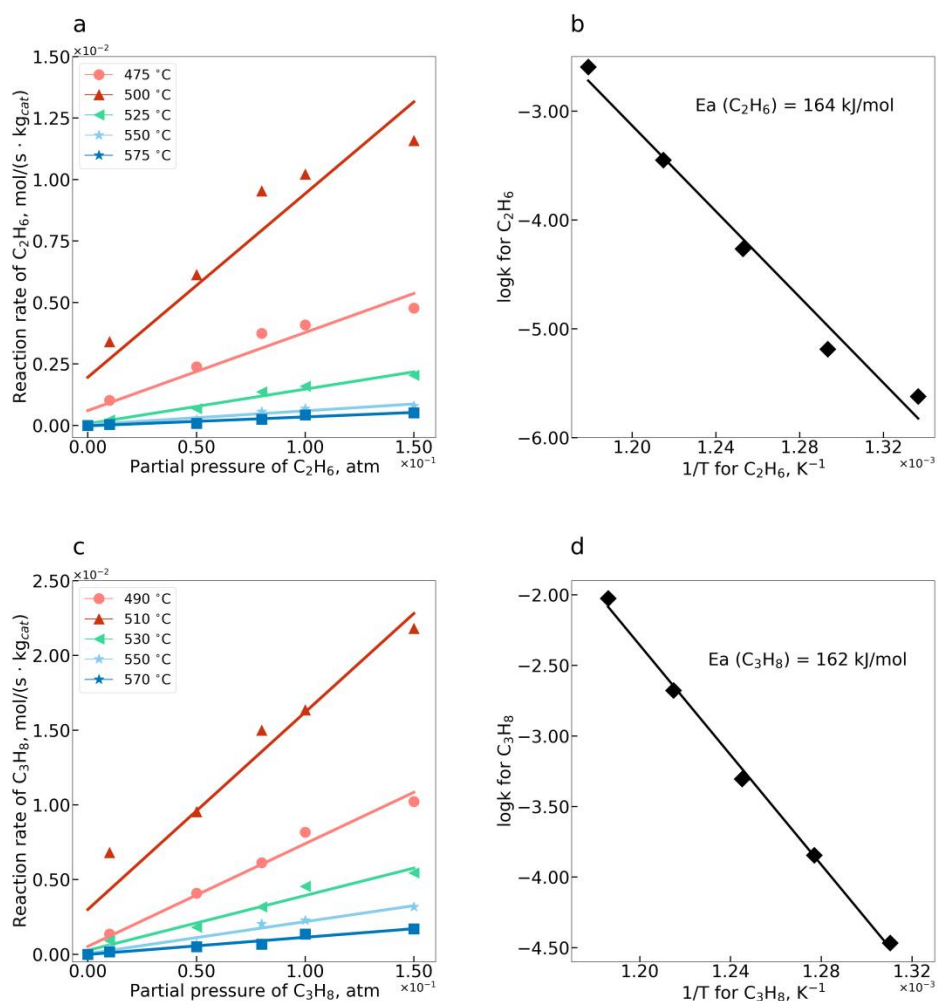 a
×10⁻²
1.50
1.25
1.00
0.75
0.50
0.25
0.00
Reaction rate of C₂H₆, mol/(s · kg_cat)
475 °C
500 °C
525 °C
550 °C
575 °C
0.00 0.50 1.00 1.50
Partial pressure of C₂H₆, atm ×10⁻¹
b
Ea (C₂H₆) = 164 kJ/mol
−3.00
−4.00
−5.00
−6.00
logk for C₂H₆
1.20 1.24 1.28 1.32
1/T for C₂H₆, K⁻¹ ×10⁻³
c
×10⁻²
2.50
2.00
1.50
1.00
0.50
0.00
Reaction rate of C₃H₈, mol/(s · kg_cat)
490 °C
510 °C
530 °C
550 °C
570 °C
0.00 0.50 1.00 1.50
Partial pressure of C₃H₈, atm ×10⁻¹
d
Ea (C₃H₈) = 162 kJ/mol
−2.00
−2.50
−3.00
−3.50
−4.00
−4.50
logk for C₃H₈
1.20 1.24 1.28 1.32
1/T for C₃H₈, K⁻¹ ×10⁻³